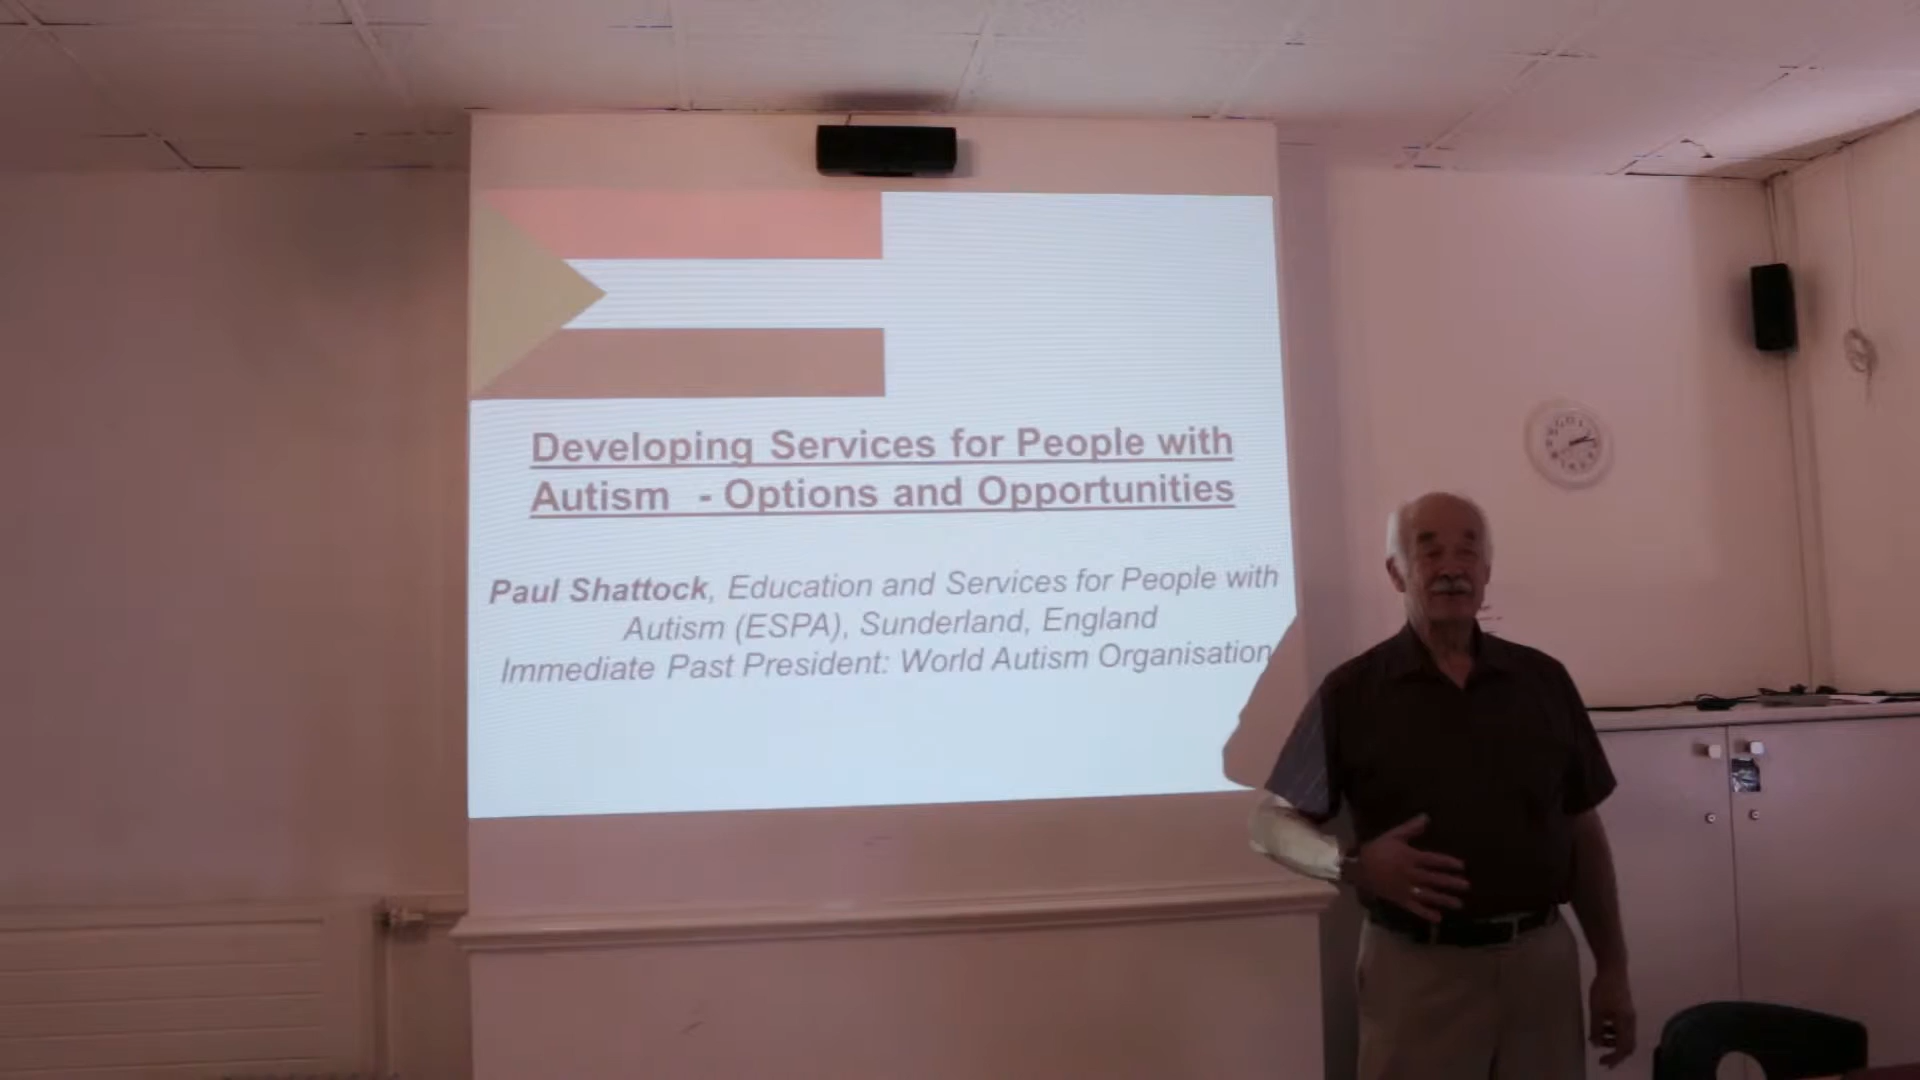 Developing Services for People with
Autism - Options and Opportunities
Paul Shattock, Education and Services for People with
Autism (ESPA), Sunderland, England
Immediate Past President: World Autism Organisation